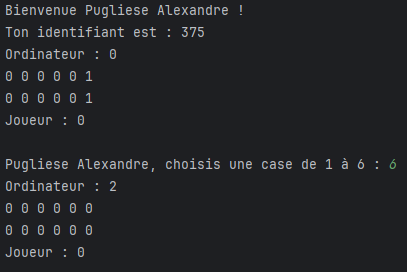 Bienvenue Pugliese Alexandre !
Ton identifiant est : 375
Ordinateur : 0
0 0 0 0 0 1
0 0 0 0 0 1
Joueur : 0

Pugliese Alexandre, choisis une case de 1 à 6 : 6
Ordinateur : 2
0 0 0 0 0 0
0 0 0 0 0 0
Joueur : 0